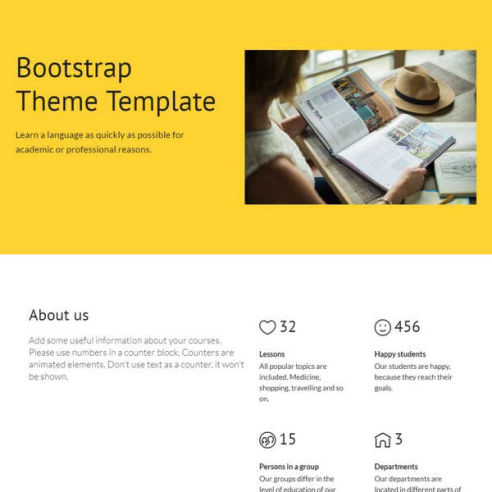 Bootstrap
Theme Template
Learn a language as quickly as possible for
academic or professional reasons.
New York
About us
Add some useful information about your courses.
Please use numbers in a counter block. Counters are
animated elements. Don't use text as a counter, it won't
be shown.
32
Lessons
All popular topics are
included. Medicine,
shopping, travelling and so
on.
456
Happy students
Our students are happy,
because they reach their
goals.
15
Persons in a group
Our groups differ in the
level of education of our
3
Departments
Our departments are
located in different parts of